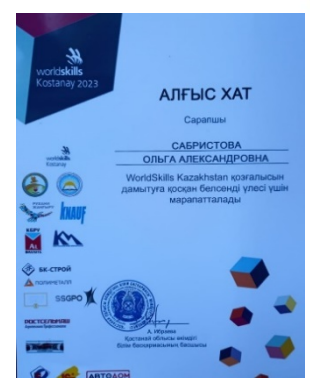 worldskills
Kostanay 2023
АЛҒЫС ХАТ
Сарапшы
САБРИСТОВА
ОЛЬГА АЛЕКСАНДРОВНА
WorldSkills Kazakhstan қозғалысын
дамытуға қосқан белсенді үлесі үшін
марапатталады
worldskills
KNAUF
БК-СТРОЙ
ПОЛИМЕТАЛЛ
SSGPO
А. Ибраева
Қостанай облысы әкімдігі
білім басқармасының басшысы
АВТОДОМ